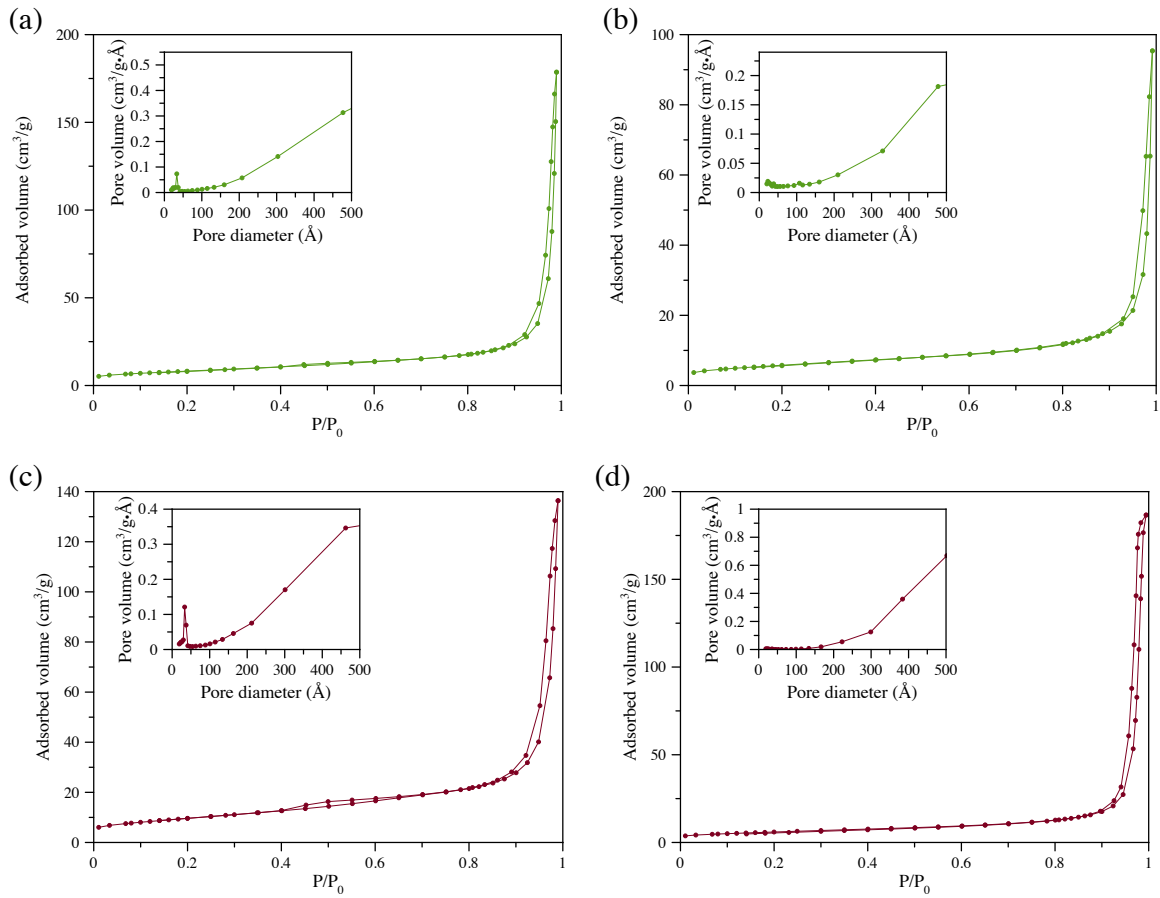 (a)
200
150
100
50
0
Adsorbed volume (cm³/g)
0 0.2 0.4 0.6 0.8 1
P/P₀
0.5
0.4
0.3
0.2
0.1
0
Pore volume (cm³/g•Å)
0 100 200 300 400 500
Pore diameter (Å)
(b)
100
80
60
40
20
0
Adsorbed volume (cm³/g)
0 0.2 0.4 0.6 0.8 1
P/P₀
0.2
0.15
0.1
0.05
0
Pore volume (cm³/g•Å)
0 100 200 300 400 500
Pore diameter (Å)
(c)
140
120
100
80
60
40
20
0
Adsorbed volume (cm³/g)
0 0.2 0.4 0.6 0.8 1
P/P₀
0.4
0.3
0.2
0.1
0
Pore volume (cm³/g•Å)
0 100 200 300 400 500
Pore diameter (Å)
(d)
200
150
100
50
0
Adsorbed volume (cm³/g)
0 0.2 0.4 0.6 0.8 1
P/P₀
1
0.8
0.6
0.4
0.2
0
Pore volume (cm³/g•Å)
0 100 200 300 400 500
Pore diameter (Å)